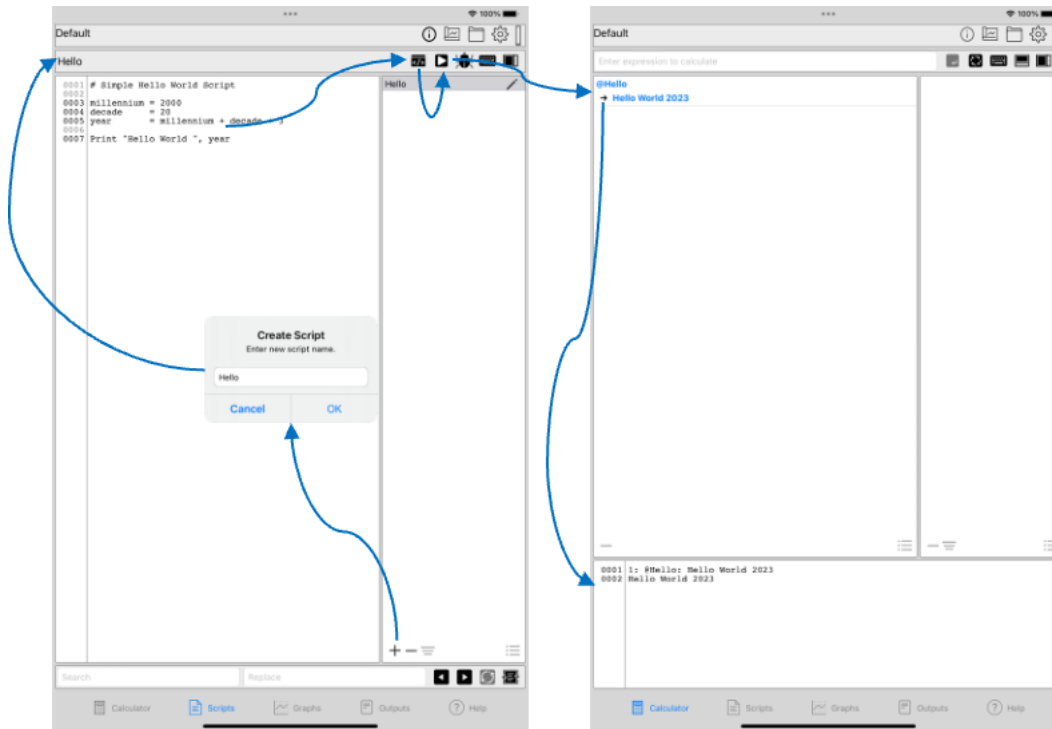 100%
Default
Hello
0001 # Simple Hello World Script
0002
0003 millennium = 2000
0004 decade = 20
0005 year = millennium + decade + 3
0006
0007 Print "Hello World ", year
Hello
Create Script
Enter new script name.
Hello
Cancel OK
Search Replace
Calculator Scripts Graphs Outputs Help
100%
Default
Enter expression to calculate
@Hello
➔ Hello World 2023
0001 1: @Hello: Hello World 2023
0002 Hello World 2023
Calculator Scripts Graphs Outputs Help